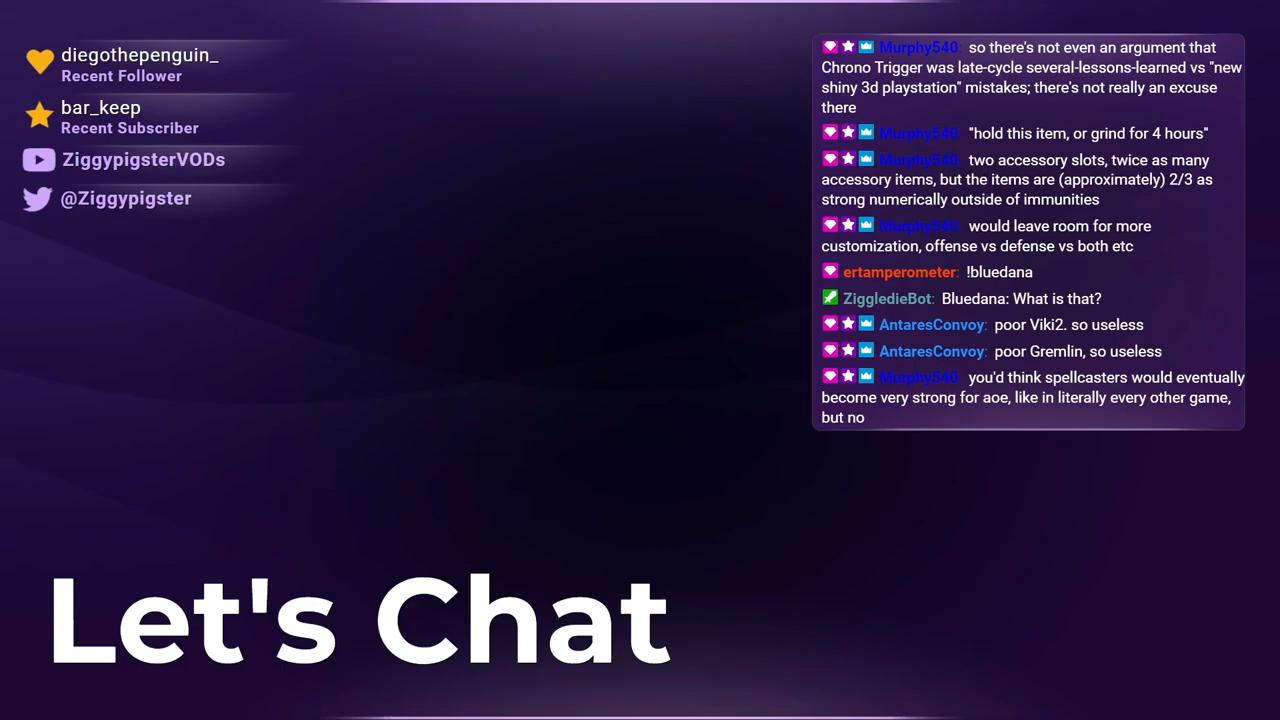 diegothepenguin_
Recent Follower
bar_keep
Recent Subscriber
ZiggypigsterVODs
@Ziggypigster
Murphy540: so there's not even an argument that
Chrono Trigger was late-cycle several-lessons-learned vs "new
shiny 3d playstation" mistakes; there's not really an excuse
there
Murphy540: "hold this item, or grind for 4 hours"
Murphy540: two accessory slots, twice as many
accessory items, but the items are (approximately) 2/3 as
strong numerically outside of immunities
Murphy540: would leave room for more
customization, offense vs defense vs both etc
ertamperometer: !bluedana
ZiggledieBot: Bluedana: What is that?
AntaresConvoy: poor Viki2. so useless
AntaresConvoy: poor Gremlin, so useless
Murphy540: you'd think spellcasters would eventually
become very strong for aoe, like in literally every other game,
but no
Let's Chat